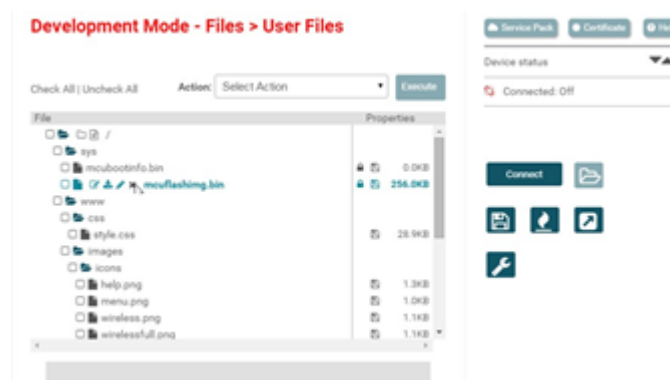 Development Mode - Files > User Files
Service Pack
Certificate
Device status
Check All | Uncheck All
Action:
Select Action
Execute
Connected: Off
File
Properties
/
sys
mcubootinfo.bin
0.0KB
mcuflashimg.bin
256.0KB
www
css
style.css
28.9KB
images
icons
help.png
1.3KB
menu.png
1.0KB
wireless.png
1.1KB
wirelessfull.png
1.1KB
Connect